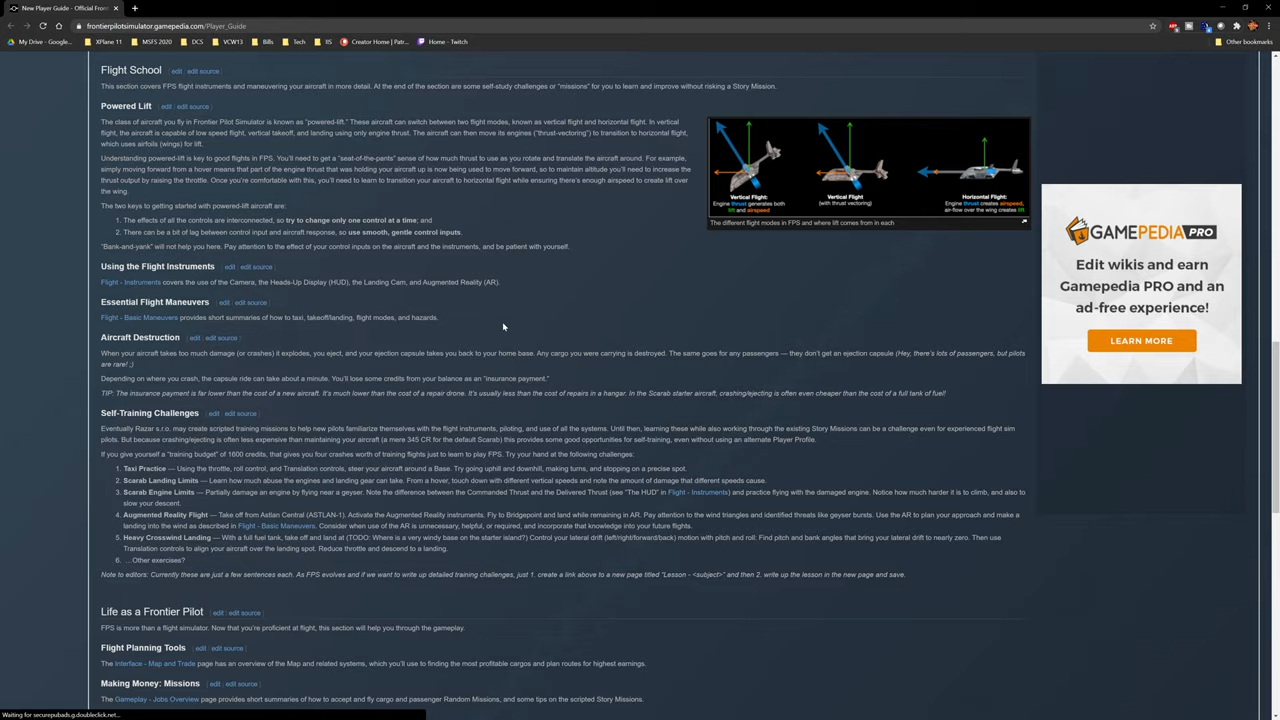 New Player Guide - Official Fron
frontierpilotsimulator.gamepedia.com/Player_Guide
My Drive - Google...
XPlane 11
MSFS 2020
DCS
VCW13
Bills
Tech
IIS
Creator Home | Patr...
Home - Twitch
Other bookmarks
Flight School [ edit | edit source ]
This section covers FPS flight instruments and maneuvering your aircraft in more detail. At the end of the section are some self-study challenges or "missions" for you to learn and improve without risking a Story Mission.
Powered Lift [ edit | edit source ]
The class of aircraft you fly in Frontier Pilot Simulator is known as "powered-lift." These aircraft can switch between two flight modes, known as vertical flight and horizontal flight. In vertical
flight, the aircraft is capable of low speed flight, vertical takeoff, and landing using only engine thrust. The aircraft can then move its engines ("thrust-vectoring") to transition to horizontal flight,
which uses airfoils (wings) for lift.
Understanding powered-lift is key to good flights in FPS. You'll need to get a "seat-of-the-pants" sense of how much thrust to use as you rotate and translate the aircraft around. For example,
simply moving forward from a hover means that part of the engine thrust that was holding your aircraft up is now being used to move forward, so to maintain altitude you'll need to increase the
thrust output by raising the throttle. Once you're comfortable with this, you'll need to learn to transition your aircraft to horizontal flight while ensuring there's enough airspeed to create lift over
the wing.
The two keys to getting started with powered-lift aircraft are:
1. The effects of all the controls are interconnected, so try to change only one control at a time; and
2. There can be a bit of lag between control input and aircraft response, so use smooth, gentle control inputs.
"Bank-and-yank" will not help you here. Pay attention to the effect of your control inputs on the aircraft and the instruments, and be patient with yourself.
Vertical Flight:
Engine thrust generates both
lift and airspeed
Vertical Flight
(with thrust vectoring)
Horizontal Flight:
Engine thrust creates airspeed,
air-flow over the wing creates lift
The different flight modes in FPS and where lift comes from in each
Using the Flight Instruments [ edit | edit source ]
Flight - Instruments covers the use of the Camera, the Heads-Up Display (HUD), the Landing Cam, and Augmented Reality (AR).
Essential Flight Maneuvers [ edit | edit source ]
Flight - Basic Maneuvers provides short summaries of how to taxi, takeoff/landing, flight modes, and hazards.
Aircraft Destruction [ edit | edit source ]
When your aircraft takes too much damage (or crashes) it explodes, you eject, and your ejection capsule takes you back to your home base. Any cargo you were carrying is destroyed. The same goes for any passengers — they don't get an ejection capsule (Hey, there's lots of passengers, but pilots
are rare! ;)
Depending on where you crash, the capsule ride can take about a minute. You'll lose some credits from your balance as an "insurance payment."
TIP: The insurance payment is far lower than the cost of a new aircraft. It's much lower than the cost of a repair drone. It's usually less than the cost of repairs in a hangar. In the Scarab starter aircraft, crashing/ejecting is often even cheaper than the cost of a full tank of fuel!
Self-Training Challenges [ edit | edit source ]
Eventually Razar s.r.o. may create scripted training missions to help new pilots familiarize themselves with the flight instruments, piloting, and use of all the systems. Until then, learning these while also working through the existing Story Missions can be a challenge even for experienced flight sim
pilots. But because crashing/ejecting is often less expensive than maintaining your aircraft (a mere 345 CR for the default Scarab) this provides some good opportunities for self-training, even without using an alternate Player Profile.
If you give yourself a "training budget" of 1600 credits, that gives you four crashes worth of training flights just to learn to play FPS. Try your hand at the following challenges:
1. Taxi Practice — Using the throttle, roll control, and Translation controls, steer your aircraft around a Base. Try going uphill and downhill, making turns, and stopping on a precise spot.
2. Scarab Landing Limits — Learn how much abuse the engines and landing gear can take. From a hover, touch down with different vertical speeds and note the amount of damage that different speeds cause.
3. Scarab Engine Limits — Partially damage an engine by flying near a geyser. Note the difference between the Commanded Thrust and the Delivered Thrust (see "The HUD" in Flight - Instruments) and practice flying with the damaged engine. Notice how much harder it is to climb, and also to
slow your descent.
4. Augmented Reality Flight — Take off from Astlan Central (ASTLAN-1). Activate the Augmented Reality instruments. Fly to Bridgepoint and land while remaining in AR. Pay attention to the wind triangles and identified threats like geyser bursts. Use the AR to plan your approach and make a
landing into the wind as described in Flight - Basic Maneuvers. Consider when use of the AR is unnecessary, helpful, or required, and incorporate that knowledge into your future flights.
5. Heavy Crosswind Landing — With a full fuel tank, take off and land at (TODO: Where is a very windy base on the starter island?) Control your lateral drift (left/right/forward/back) motion with pitch and roll. Find pitch and bank angles that bring your lateral drift to nearly zero. Then use
Translation controls to align your aircraft over the landing spot. Reduce throttle and descend to a landing.
6. ...Other exercises?
Note to editors: Currently these are just a few sentences each. As FPS evolves and if we want to write up detailed training challenges, just 1. create a link above to a new page titled "Lesson - <subject>" and then 2. write up the lesson in the new page and save.
Life as a Frontier Pilot [ edit | edit source ]
FPS is more than a flight simulator. Now that you're proficient at flight, this section will help you through the gameplay.
Flight Planning Tools [ edit | edit source ]
The Interface - Map and Trade page has an overview of the Map and related systems, which you'll use to finding the most profitable cargos and plan routes for highest earnings.
Making Money: Missions [ edit | edit source ]
The Gameplay - Jobs Overview page provides short summaries of how to accept and fly cargo and passenger Random Missions, and some tips on the scripted Story Missions.
GAMEPEDIA PRO
Edit wikis and earn
Gamepedia PRO and an
ad-free experience!
LEARN MORE
Waiting for securepubads.g.doubleclick.net...